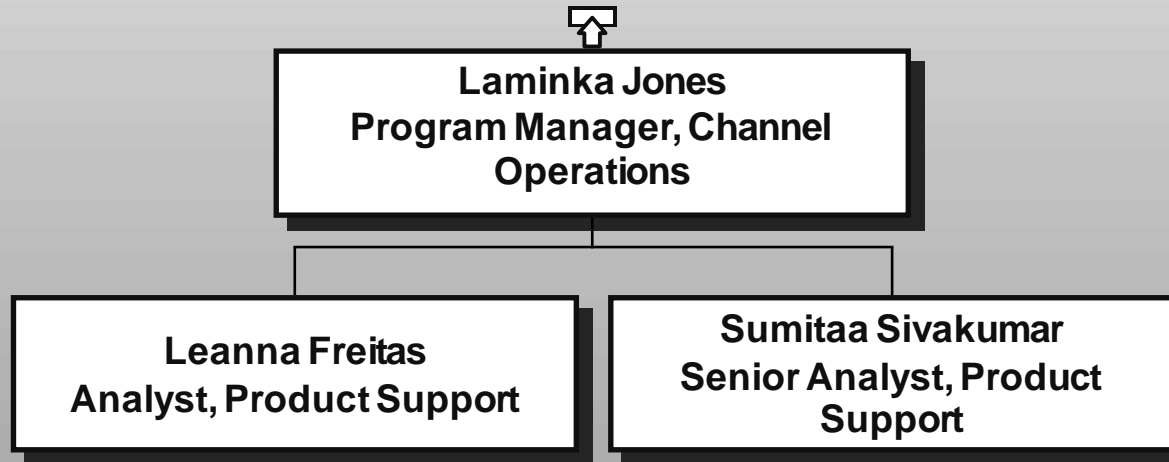 Laminka Jones
Program Manager, Channel
Operations
Leanna Freitas
Analyst, Product Support
Sumitaa Sivakumar
Senior Analyst, Product
Support